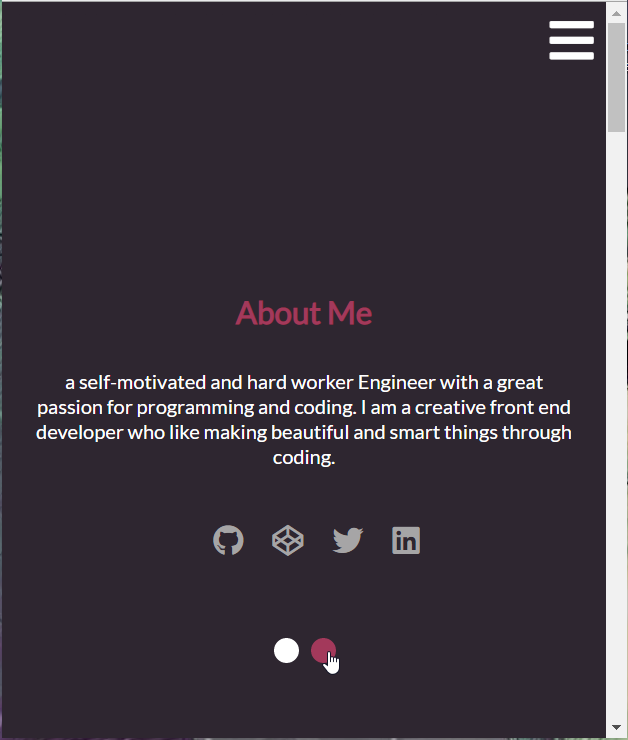 About Me
a self-motivated and hard worker Engineer with a great
passion for programming and coding. I am a creative front end
developer who like making beautiful and smart things through
coding.
in